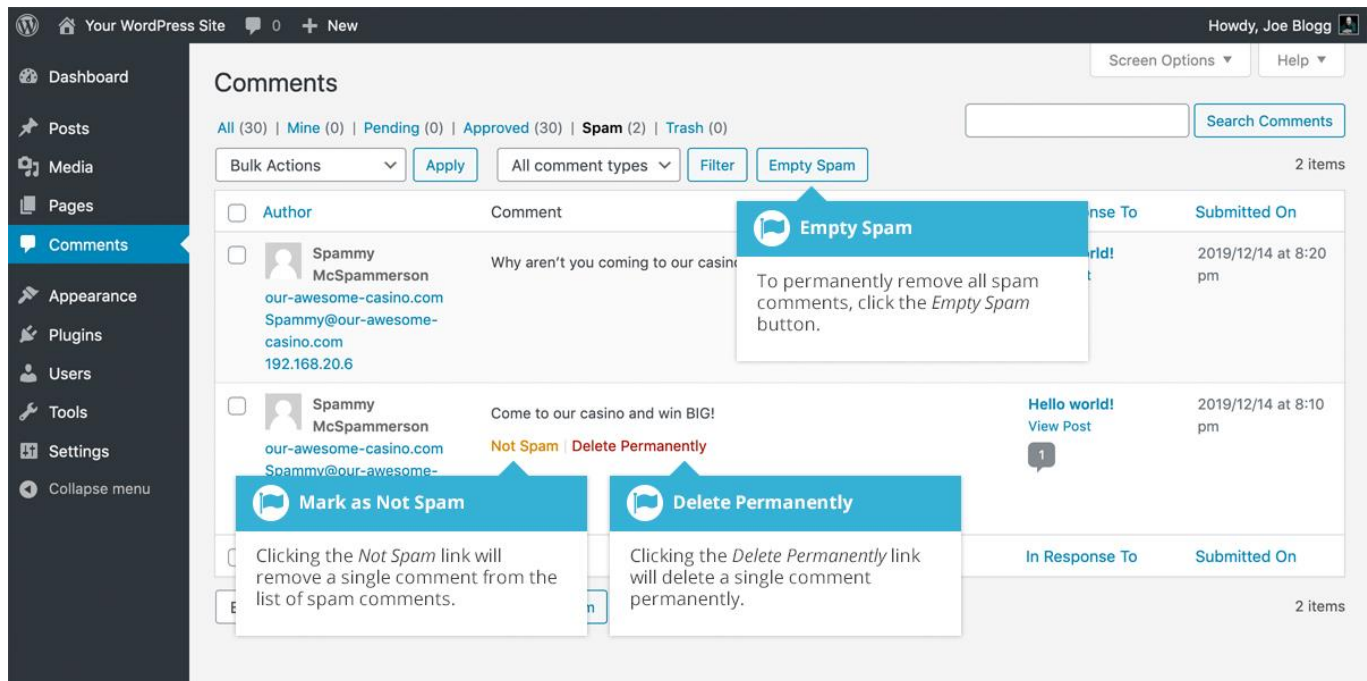 Your WordPress Site 0 + New Howdy, Joe Blogg
Screen Options Help
Dashboard
Posts
Media
Pages
Comments
Appearance
Plugins
Users
Tools
Settings
Collapse menu
Comments
All (30) | Mine (0) | Pending (0) | Approved (30) | Spam (2) | Trash (0)
Search Comments
Bulk Actions Apply All comment types Filter Empty Spam 2 items
Author Comment Submitted On
Spammy
McSpammerson
our-awesome-casino.com
Spammy@our-awesome-
casino.com
192.168.20.6
Why aren't you coming to our
2019/12/14 at 8:20
pm
Empty Spam
To permanently remove all spam
comments, click the Empty Spam
button.
Spammy
McSpammerson
our-awesome-casino.com
Spammy@our-awesome-
Come to our casino and win BIG!
Not Spam | Delete Permanently
Hello world!
View Post
1
2019/12/14 at 8:10
pm
Mark as Not Spam
Clicking the Not Spam link will
remove a single comment from the
list of spam comments.
Delete Permanently
Clicking the Delete Permanently link
will delete a single comment
permanently.
In Response To Submitted On
2 items